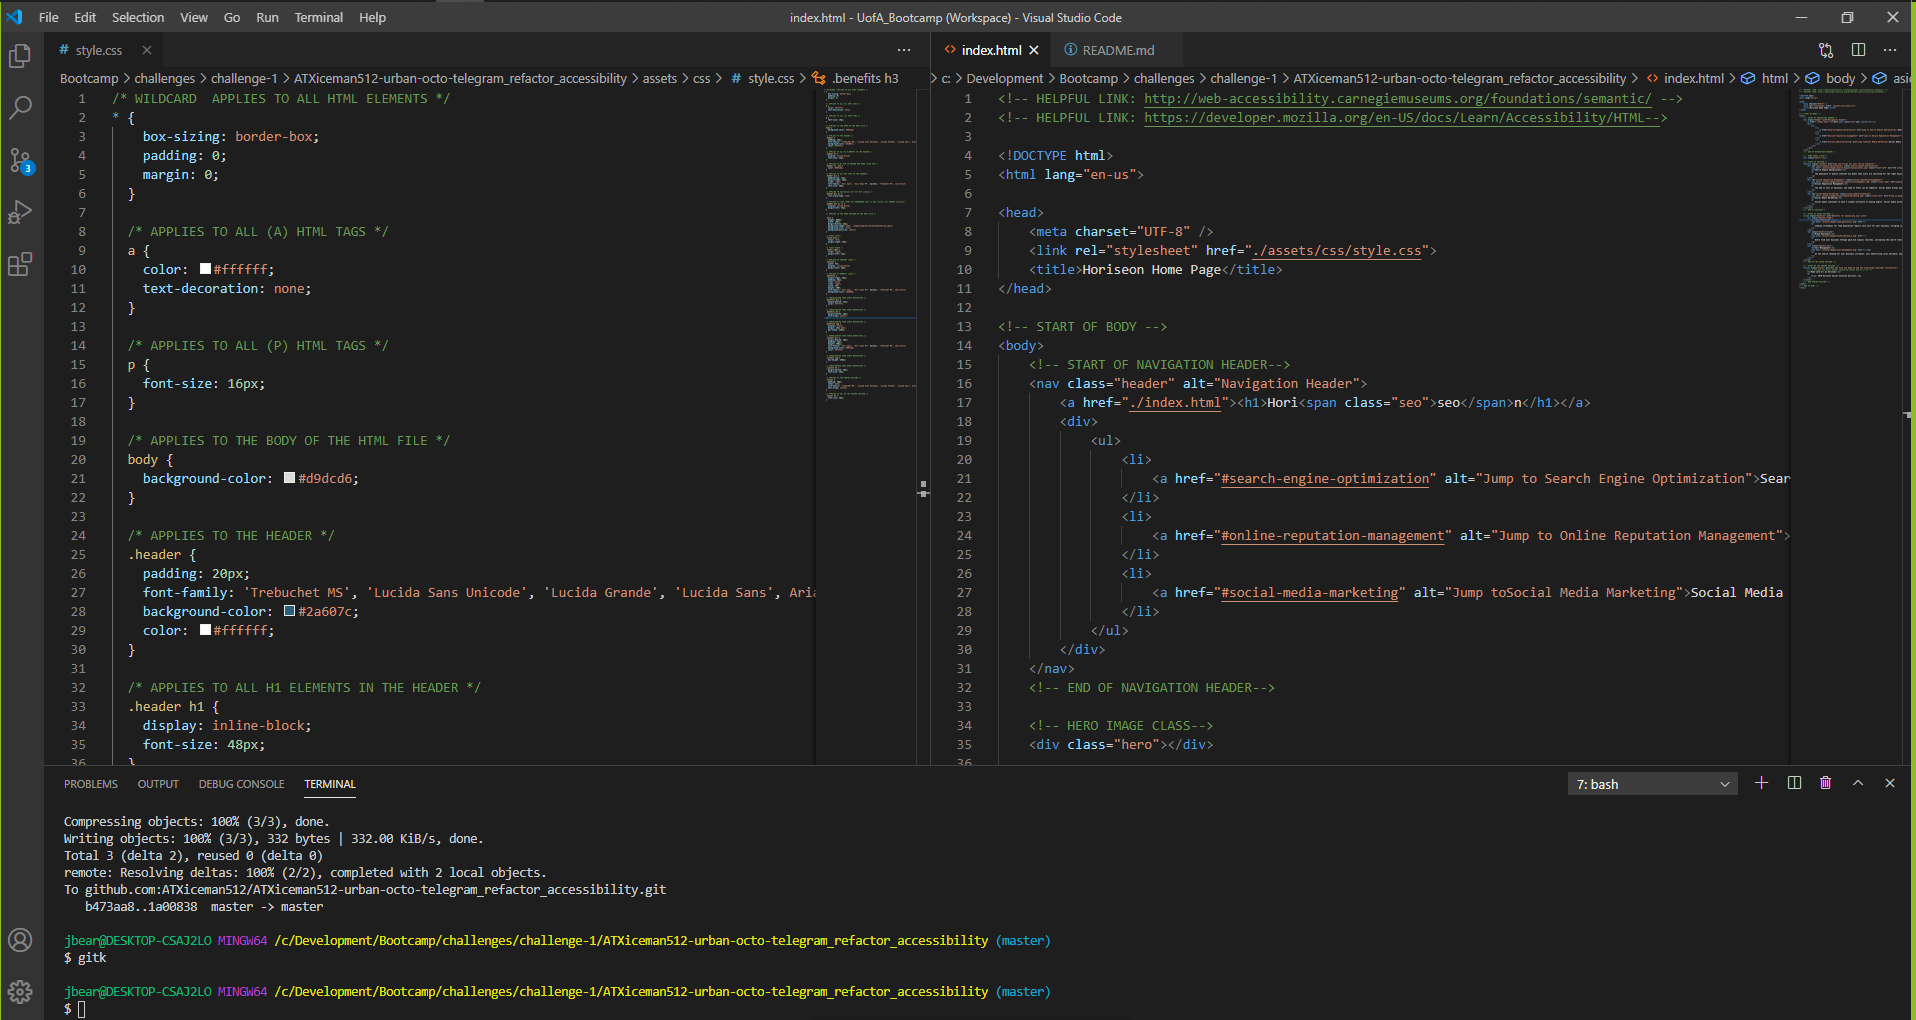 File Edit Selection View Go Run Terminal Help
index.html - UofA_Bootcamp (Workspace) - Visual Studio Code
# style.css
Bootcamp > challenges > challenge-1 > ATXiceman512-urban-octo-telegram_refactor_accessibility > assets > css > # style.css > .benefits h3
1 /* WILDCARD  APPLIES TO ALL HTML ELEMENTS */
2 * {
3 box-sizing: border-box;
4 padding: 0;
5 margin: 0;
6 }
7
8 /* APPLIES TO ALL (A) HTML TAGS */
9 a {
10 color: #ffffff;
11 text-decoration: none;
12 }
13
14 /* APPLIES TO ALL (P) HTML TAGS */
15 p {
16 font-size: 16px;
17 }
18
19 /* APPLIES TO THE BODY OF THE HTML FILE */
20 body {
21 background-color: #d9dcd6;
22 }
23
24 /* APPLIES TO THE HEADER */
25 .header {
26 padding: 20px;
27 font-family: 'Trebuchet MS', 'Lucida Sans Unicode', 'Lucida Grande', 'Lucida Sans', Aria
28 background-color: #2a607c;
29 color: #ffffff;
30 }
31
32 /* APPLIES TO ALL H1 ELEMENTS IN THE HEADER */
33 .header h1 {
34 display: inline-block;
35 font-size: 48px;
36 }
index.html README.md
> c: > Development > Bootcamp > challenges > challenge-1 > ATXiceman512-urban-octo-telegram_refactor_accessibility > index.html > html > body > asi
1 <!-- HELPFUL LINK: http://web-accessibility.carnegiemuseums.org/foundations/semantic/ -->
2 <!-- HELPFUL LINK: https://developer.mozilla.org/en-US/docs/Learn/Accessibility/HTML-->
3
4 <!DOCTYPE html>
5 <html lang="en-us">
6
7 <head>
8 <meta charset="UTF-8" />
9 <link rel="stylesheet" href="./assets/css/style.css">
10 <title>Horiseon Home Page</title>
11 </head>
12
13 <!-- START OF BODY -->
14 <body>
15 <!-- START OF NAVIGATION HEADER-->
16 <nav class="header" alt="Navigation Header">
17 <a href="./index.html"><h1>Hori<span class="seo">seo</span>n</h1></a>
18 <div>
19 <ul>
20 <li>
21 <a href="#search-engine-optimization" alt="Jump to Search Engine Optimization">Sear
22 </li>
23 <li>
24 <a href="#online-reputation-management" alt="Jump to Online Reputation Management">
25 </li>
26 <li>
27 <a href="#social-media-marketing" alt="Jump toSocial Media Marketing">Social Media
28 </li>
29 </ul>
30 </div>
31 </nav>
32 <!-- END OF NAVIGATION HEADER-->
33
34 <!-- HERO IMAGE CLASS-->
35 <div class="hero"></div>
36
3
PROBLEMS OUTPUT DEBUG CONSOLE TERMINAL
7: bash
Compressing objects: 100% (3/3), done.
Writing objects: 100% (3/3), 332 bytes | 332.00 KiB/s, done.
Total 3 (delta 2), reused 0 (delta 0)
remote: Resolving deltas: 100% (2/2), completed with 2 local objects.
To github.com:ATXiceman512/ATXiceman512-urban-octo-telegram_refactor_accessibility.git
b473aa8..1a00838  master -> master
jbear@DESKTOP-CSAJ2LO MINGW64 /c/Development/Bootcamp/challenges/challenge-1/ATXiceman512-urban-octo-telegram_refactor_accessibility (master)
$ gitk
jbear@DESKTOP-CSAJ2LO MINGW64 /c/Development/Bootcamp/challenges/challenge-1/ATXiceman512-urban-octo-telegram_refactor_accessibility (master)
$